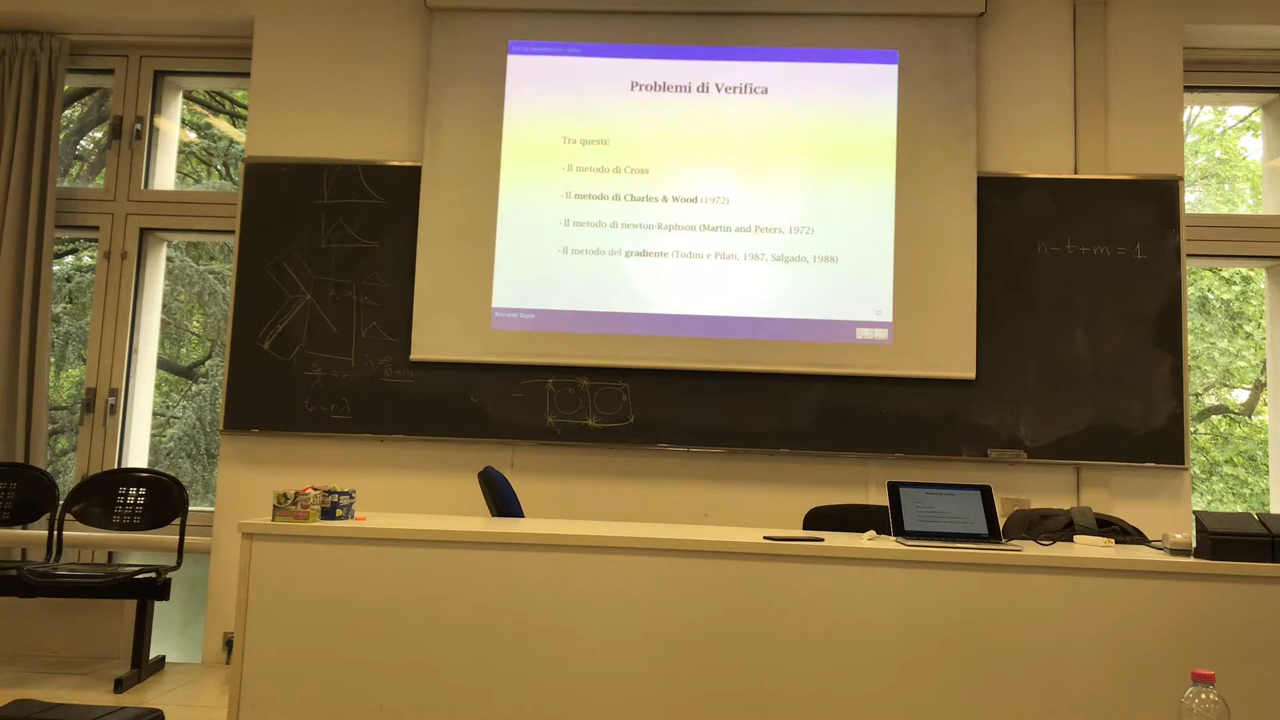 Problemi di Verifica
Tra questi:
- Il metodo di Cross
- Il metodo di Charles & Wood (1972)
- Il metodo di newton-Raphson (Martin and Peters, 1972)
- Il metodo del gradiente (Todini e Pilati, 1987, Salgado, 1988)
n - t + m = 1